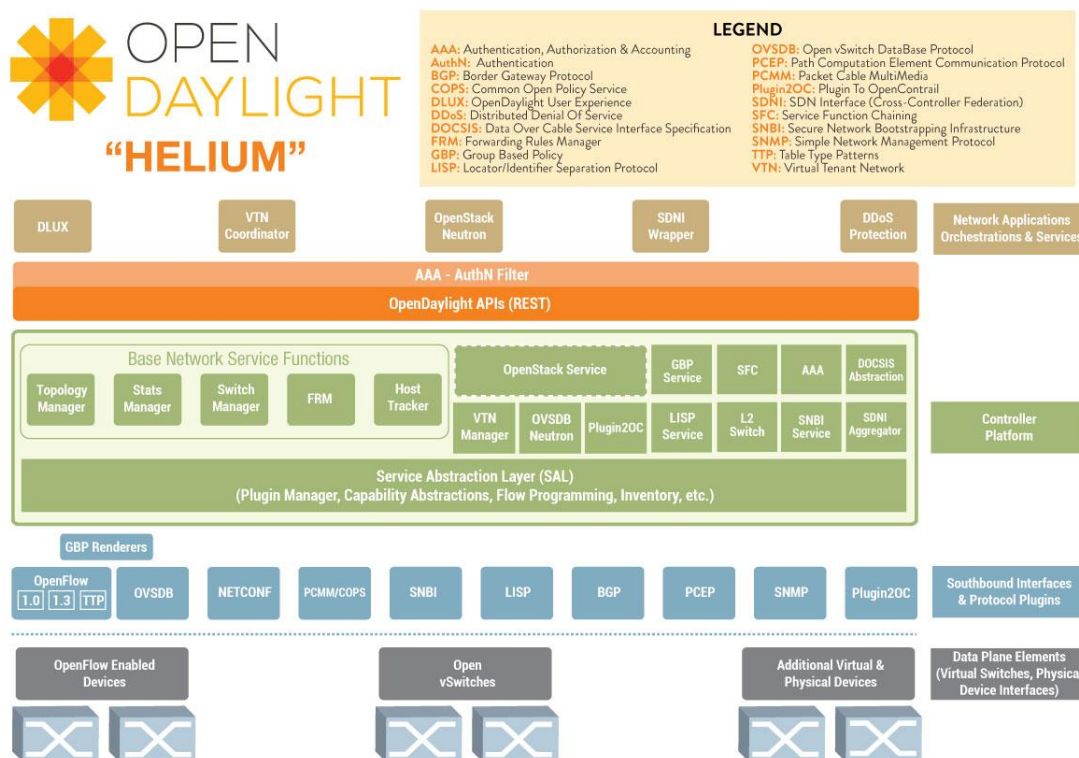 OPEN
DAYLIGHT
“HELIUM”
LEGEND
AAA: Authentication, Authorization & Accounting
AuthN: Authentication
BGP: Border Gateway Protocol
COPS: Common Open Policy Service
DLUX: OpenDaylight User Experience
DDoS: Distributed Denial Of Service
DOCSIS: Data Over Cable Service Interface Specification
FRM: Forwarding Rules Manager
GBP: Group Based Policy
LISP: Locator/Identifier Separation Protocol
OVSDB: Open vSwitch DataBase Protocol
PCEP: Path Computation Element Communication Protocol
PCMM: Packet Cable MultiMedia
Plugin2OC: Plugin To OpenContrail
SDNI: SDN Interface (Cross-Controller Federation)
SFC: Service Function Chaining
SNBI: Secure Network Bootstrapping Infrastructure
SNMP: Simple Network Management Protocol
TTP: Table Type Patterns
VTN: Virtual Tenant Network
DLUX
VTN
Coordinator
OpenStack
Neutron
SDNI
Wrapper
DDoS
Protection
Network Applications
Orchestrations & Services
AAA - AuthN Filter
OpenDaylight APIs (REST)
Base Network Service Functions
Topology
Manager
Stats
Manager
Switch
Manager
FRM
Host
Tracker
OpenStack Service
GBP
Service
SFC
AAA
DOCSIS
Abstraction
VTN
Manager
OVSDB
Neutron
Plugin2OC
LISP
Service
L2
Switch
SNBI
Service
SDNI
Aggregator
Controller
Platform
Service Abstraction Layer (SAL)
(Plugin Manager, Capability Abstractions, Flow Programming, Inventory, etc.)
GBP Renderers
OpenFlow
1.0 1.3 TTP
OVSDB
NETCONF
PCMM/COPS
SNBI
LISP
BGP
PCEP
SNMP
Plugin2OC
Southbound Interfaces
& Protocol Plugins
OpenFlow Enabled
Devices
Open
vSwitches
Additional Virtual &
Physical Devices
Data Plane Elements
(Virtual Switches, Physical
Device Interfaces)